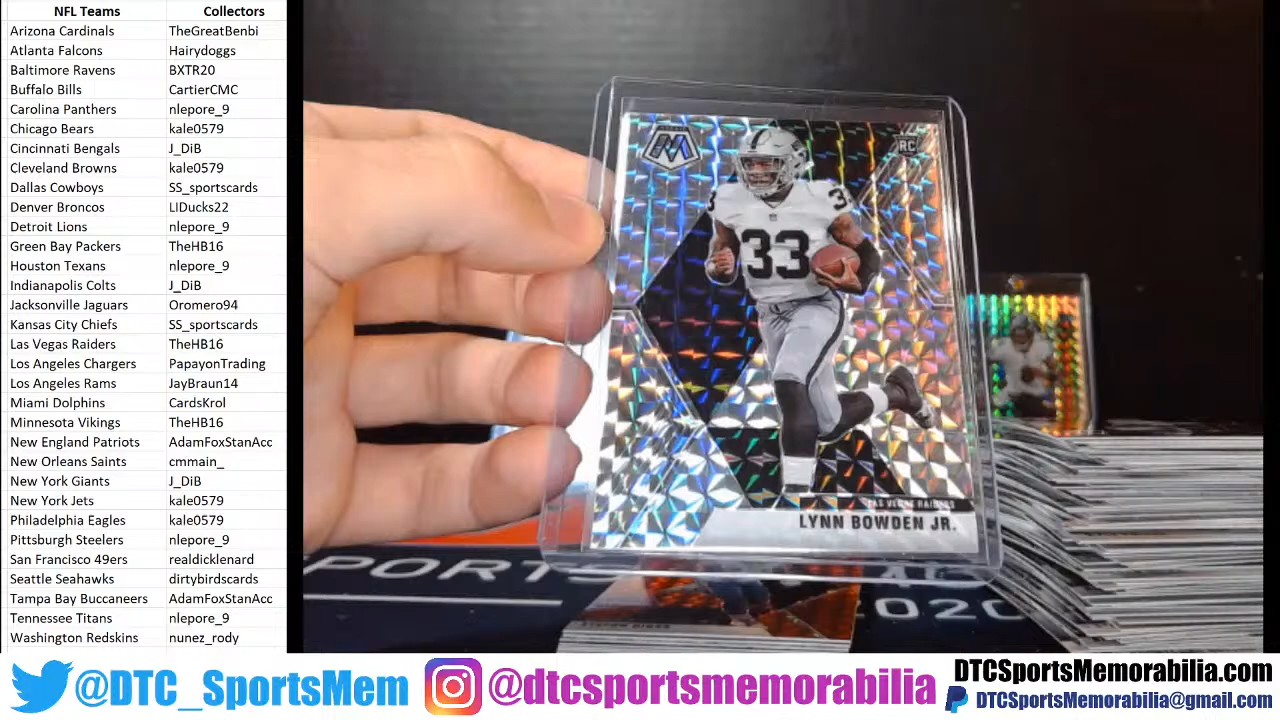 NFL Teams Collectors
Arizona Cardinals TheGreatBenbi
Atlanta Falcons Hairydoggs
Baltimore Ravens BXTR20
Buffalo Bills CartierCMC
Carolina Panthers nlepore_9
Chicago Bears kale0579
Cincinnati Bengals J_DiB
Cleveland Browns kale0579
Dallas Cowboys SS_sportscards
Denver Broncos LIDucks22
Detroit Lions nlepore_9
Green Bay Packers TheHB16
Houston Texans nlepore_9
Indianapolis Colts J_DiB
Jacksonville Jaguars Oromero94
Kansas City Chiefs SS_sportscards
Las Vegas Raiders TheHB16
Los Angeles Chargers PapayonTrading
Los Angeles Rams JayBraun14
Miami Dolphins CardsKrol
Minnesota Vikings TheHB16
New England Patriots AdamFoxStanAcc
New Orleans Saints cmmain_
New York Giants J_DiB
New York Jets kale0579
Philadelphia Eagles kale0579
Pittsburgh Steelers nlepore_9
San Francisco 49ers realdicklenard
Seattle Seahawks dirtybirdscards
Tampa Bay Buccaneers AdamFoxStanAcc
Tennessee Titans nlepore_9
Washington Redskins nunez_rody
M
RC
33
33
LAS VEGAS RAIDERS
LYNN BOWDEN JR.
PORTS
2020
@DTC_SportsMem
@dtcsportsmemorabilia
DTCSportsMemorabilia.com
DTCSportsMemorabilia@gmail.com